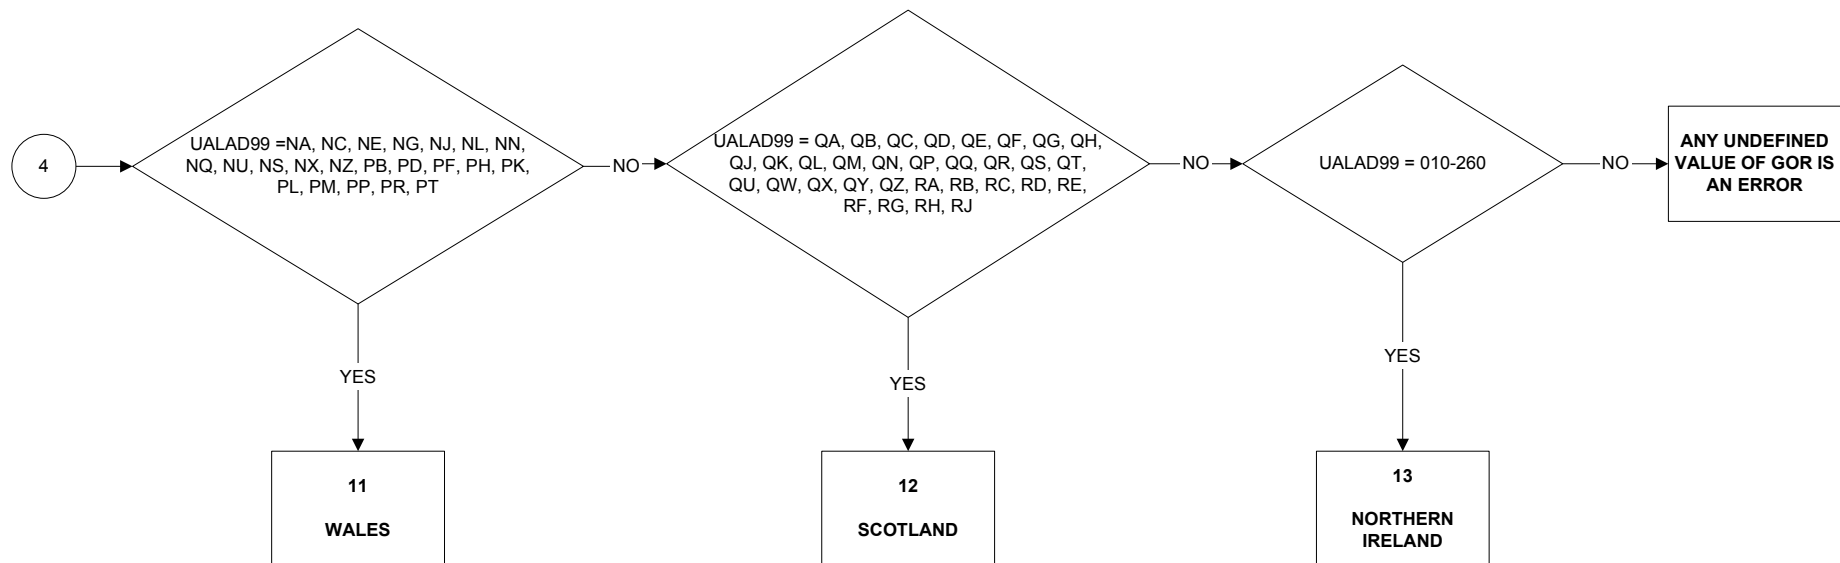 4
UALAD99 =NA, NC, NE, NG, NJ, NL, NN,
NQ, NU, NS, NX, NZ, PB, PD, PF, PH, PK,
PL, PM, PP, PR, PT
NO
UALAD99 = QA, QB, QC, QD, QE, QF, QG, QH,
QJ, QK, QL, QM, QN, QP, QQ, QR, QS, QT,
QU, QW, QX, QY, QZ, RA, RB, RC, RD, RE,
RF, RG, RH, RJ
NO
UALAD99 = 010-260
NO
ANY UNDEFINED
VALUE OF GOR IS
AN ERROR
YES
YES
YES
11
WALES
12
SCOTLAND
13
NORTHERN
IRELAND